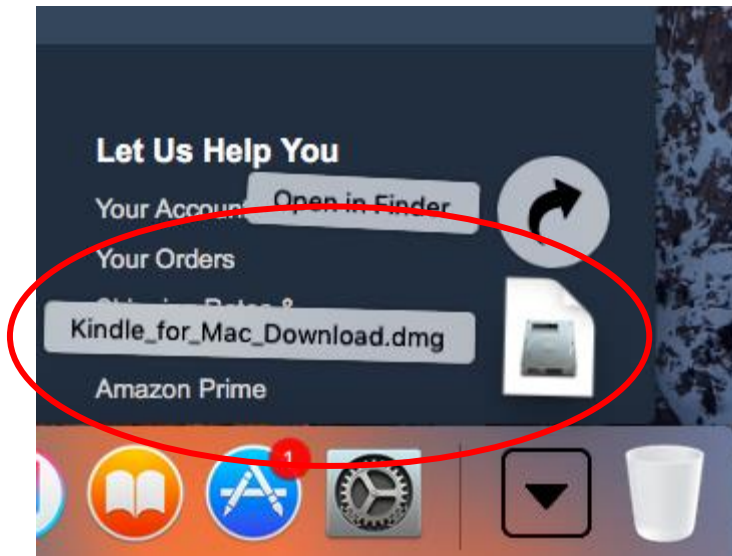 Let Us Help You
Your Account
Open in Finder
Your Orders
Kindle_for_Mac_Download.dmg
Amazon Prime
1